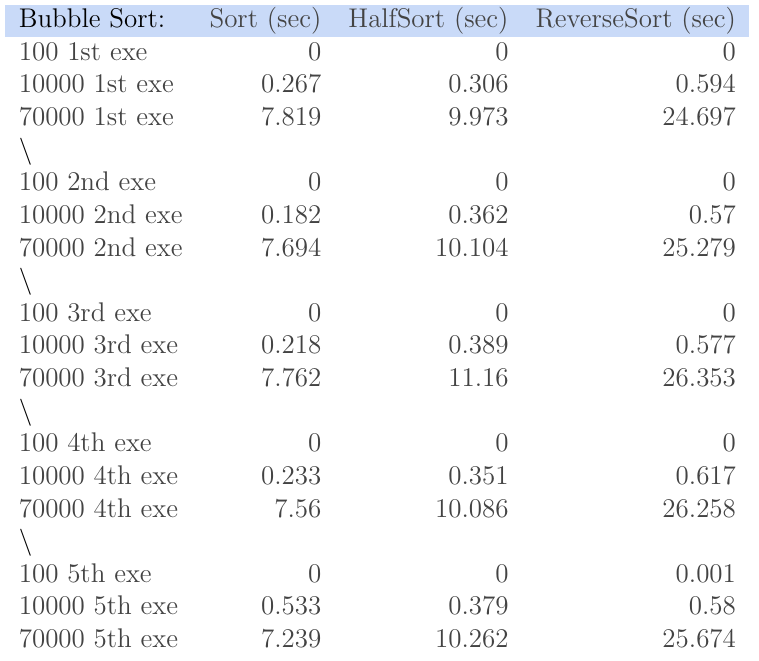 Bubble Sort: Sort (sec) HalfSort (sec) ReverseSort (sec)
100 1st exe 0 0 0
10000 1st exe 0.267 0.306 0.594
70000 1st exe 7.819 9.973 24.697
\
100 2nd exe 0 0 0
10000 2nd exe 0.182 0.362 0.57
70000 2nd exe 7.694 10.104 25.279
\
100 3rd exe 0 0 0
10000 3rd exe 0.218 0.389 0.577
70000 3rd exe 7.762 11.16 26.353
\
100 4th exe 0 0 0
10000 4th exe 0.233 0.351 0.617
70000 4th exe 7.56 10.086 26.258
\
100 5th exe 0 0 0.001
10000 5th exe 0.533 0.379 0.58
70000 5th exe 7.239 10.262 25.674